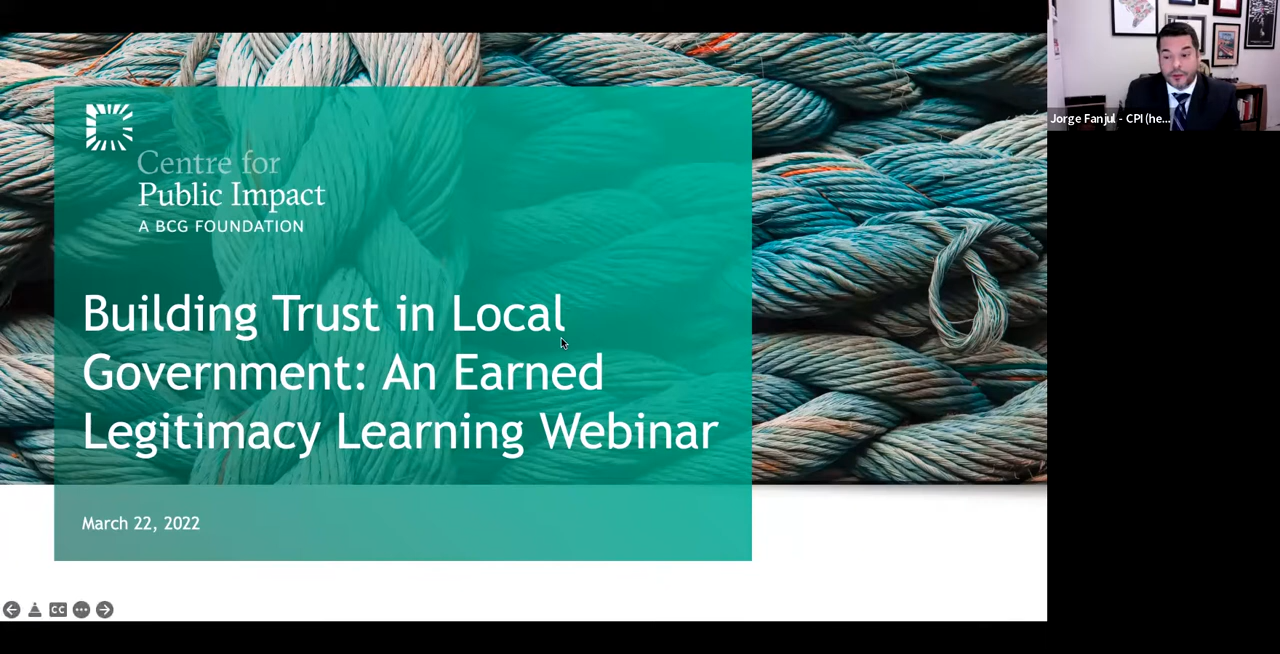 Centre for
Public Impact
A BCG FOUNDATION
Building Trust in Local
Government: An Earned
Legitimacy Learning Webinar
March 22, 2022
CC
Jorge Fanjul - CPI (he...